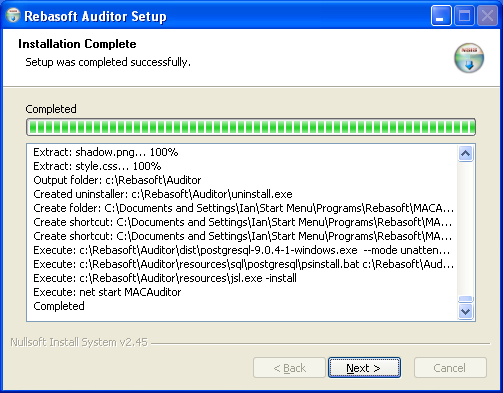 Rebasoft Auditor Setup
Installation Complete
Setup was completed successfully.
Completed
Extract: shadow.png... 100%
Extract: style.css... 100%
Output folder: c:\Rebasoft\Auditor
Created uninstaller: c:\Rebasoft\Auditor\uninstall.exe
Create folder: C:\Documents and Settings\Ian\Start Menu\Programs\Rebasoft\MACA...
Create shortcut: C:\Documents and Settings\Ian\Start Menu\Programs\Rebasoft\MA...
Create shortcut: C:\Documents and Settings\Ian\Start Menu\Programs\Rebasoft\MA...
Execute: c:\Rebasoft\Auditor\dist\postgresql-9.0.4-1-windows.exe  --mode unatten...
Execute: c:\Rebasoft\Auditor\resources\sql\postgresql\psinstall.bat c:\Rebasoft\Aud...
Execute: c:\Rebasoft\Auditor\resources\jsl.exe -install
Execute: net start MACAuditor
Completed
Nullsoft Install System v2.45
< Back
Next >
Cancel